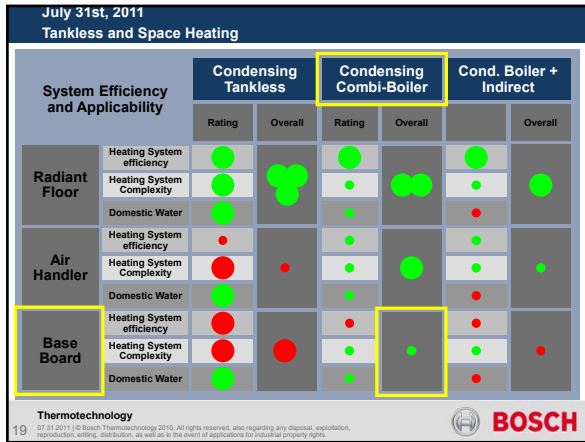 July 31st, 2011
Tankless and Space Heating
System Efficiency
and Applicability
Condensing
Tankless
Condensing
Combi-Boiler
Cond. Boiler +
Indirect
Rating
Overall
Rating
Overall
Overall
Radiant
Floor
Heating System
efficiency
Heating System
Complexity
Domestic Water
Air
Handler
Heating System
efficiency
Heating System
Complexity
Domestic Water
Base
Board
Heating System
efficiency
Heating System
Complexity
Domestic Water
Thermotechnology
19
07.31.2011 | © Bosch Thermotechnology 2010. All rights reserved, also regarding any disposal, exploitation,
reproduction, editing, distribution, as well as in the event of applications for industrial property rights.
BOSCH